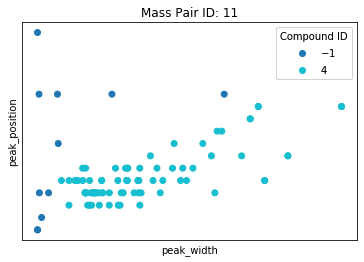 Mass Pair ID: 11
Compound ID
−1
4
peak_position
peak_width